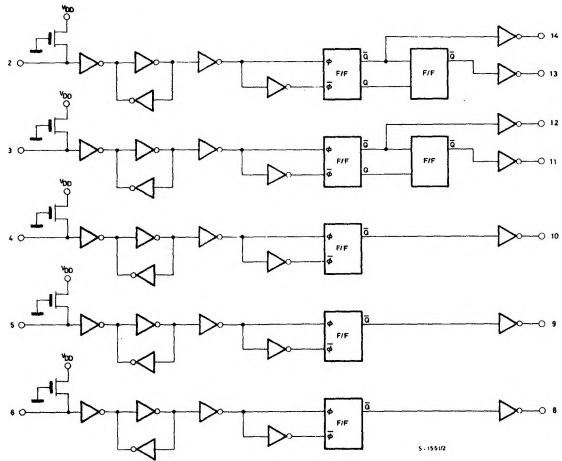 VDD
14
2
ϕ
Q̅
Q̅
F/F
F/F
ϕ̅
Q
13
VDD
12
3
ϕ
Q̅
Q̅
F/F
F/F
ϕ̅
Q
11
VDD
4
ϕ
Q̅
10
F/F
ϕ̅
VDD
5
ϕ
Q̅
9
F/F
ϕ̅
VDD
6
ϕ
Q̅
8
F/F
ϕ̅
S-1551/2